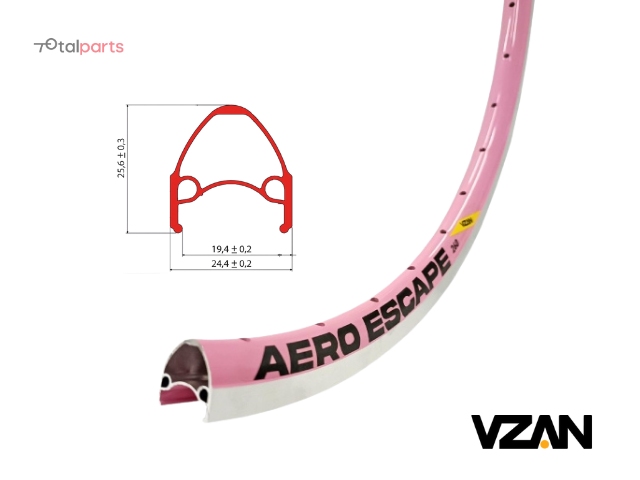 Totalparts
25,6 ± 0,3
19,4 ± 0,2
24,4 ± 0,2
AERO ESCAPE
VZAN